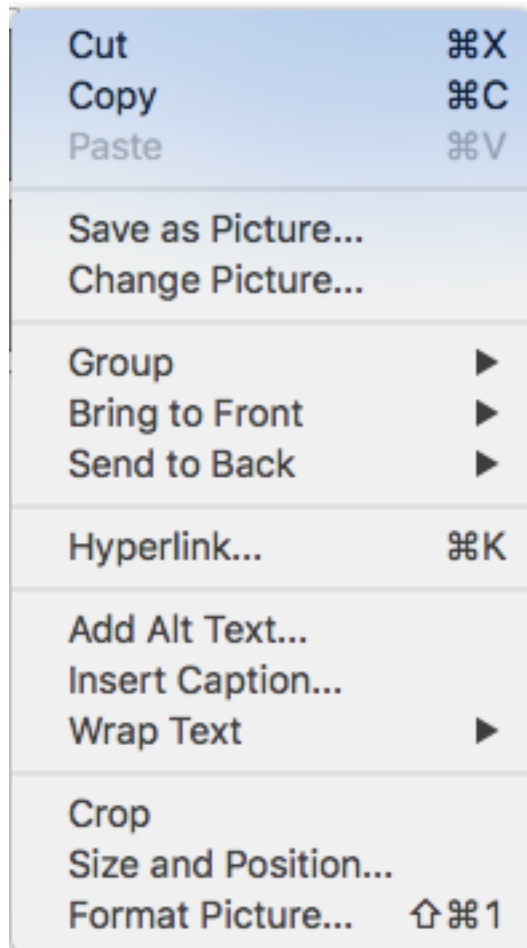 Cut ⌘X
Copy ⌘C
Paste ⌘V
Save as Picture...
Change Picture...
Group ▶
Bring to Front ▶
Send to Back ▶
Hyperlink... ⌘K
Add Alt Text...
Insert Caption...
Wrap Text ▶
Crop
Size and Position...
Format Picture... ⇧⌘1